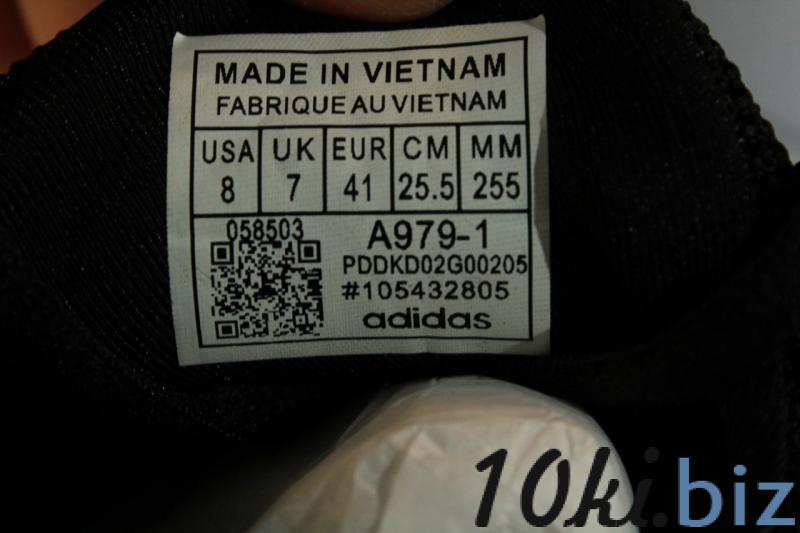 MADE IN VIETNAM
FABRIQUE AU VIETNAM
USA UK EUR CM MM
8 7 41 25.5 255
058503
A979-1
PDDKD02G00205
#105432805
adidas
10ki.biz